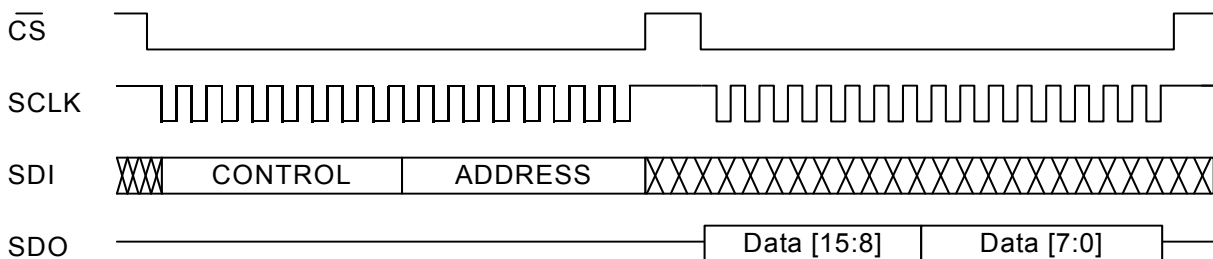 CS
SCLK
SDI CONTROL ADDRESS
SDO Data [15:8] Data [7:0]